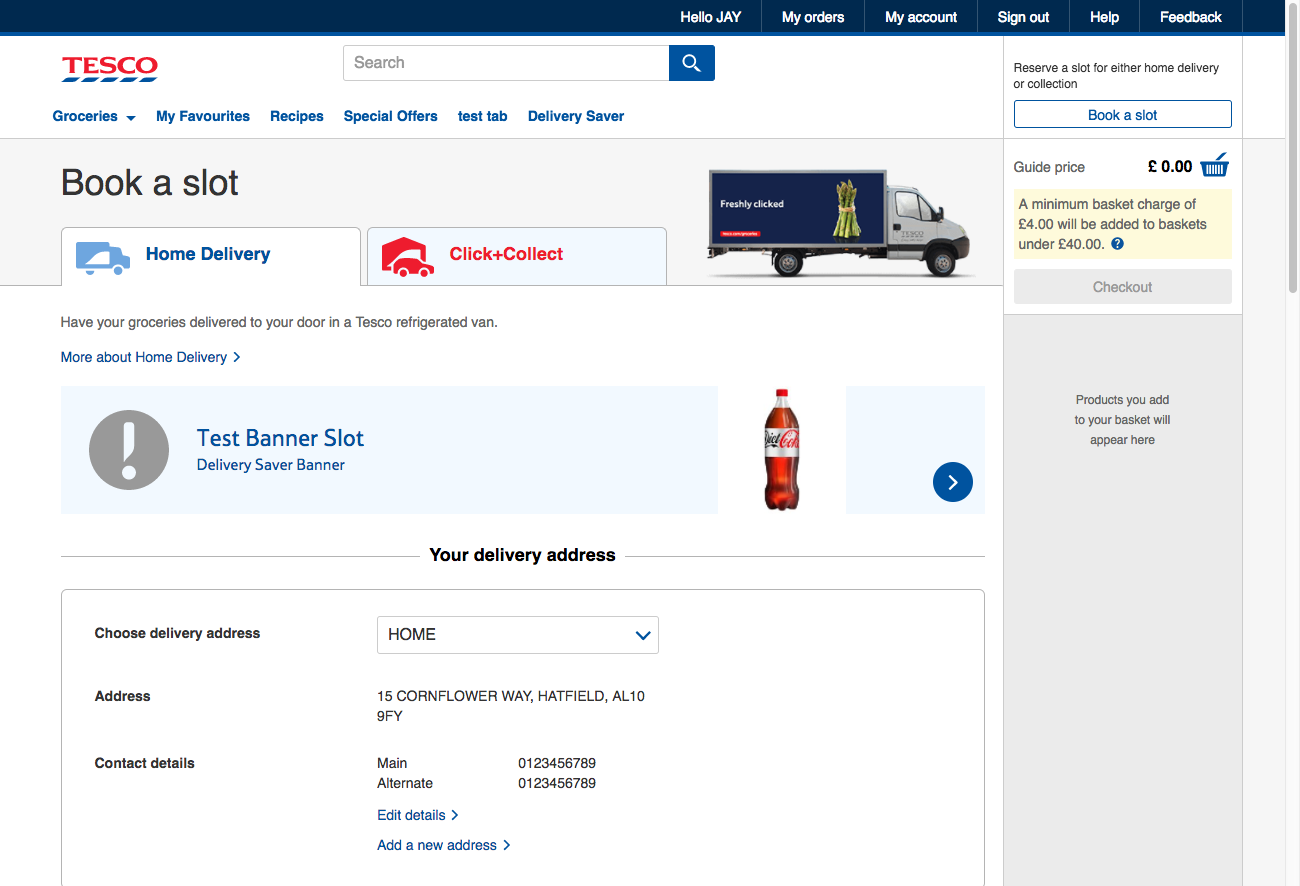 Hello JAY
My orders
My account
Sign out
Help
Feedback
TESCO
Search
Groceries
My Favourites
Recipes
Special Offers
test tab
Delivery Saver
Reserve a slot for either home delivery
or collection
Book a slot
Book a slot
Freshly clicked
tesco.com/groceries
TESCO
Guide price
£ 0.00
A minimum basket charge of
£4.00 will be added to baskets
under £40.00. ?
Checkout
Home Delivery
Click+Collect
Have your groceries delivered to your door in a Tesco refrigerated van.
More about Home Delivery
Products you add
to your basket will
appear here
Test Banner Slot
Delivery Saver Banner
Diet Coke
Your delivery address
Choose delivery address
HOME
Address
15 CORNFLOWER WAY, HATFIELD, AL10
9FY
Contact details
Main 0123456789
Alternate 0123456789
Edit details
Add a new address